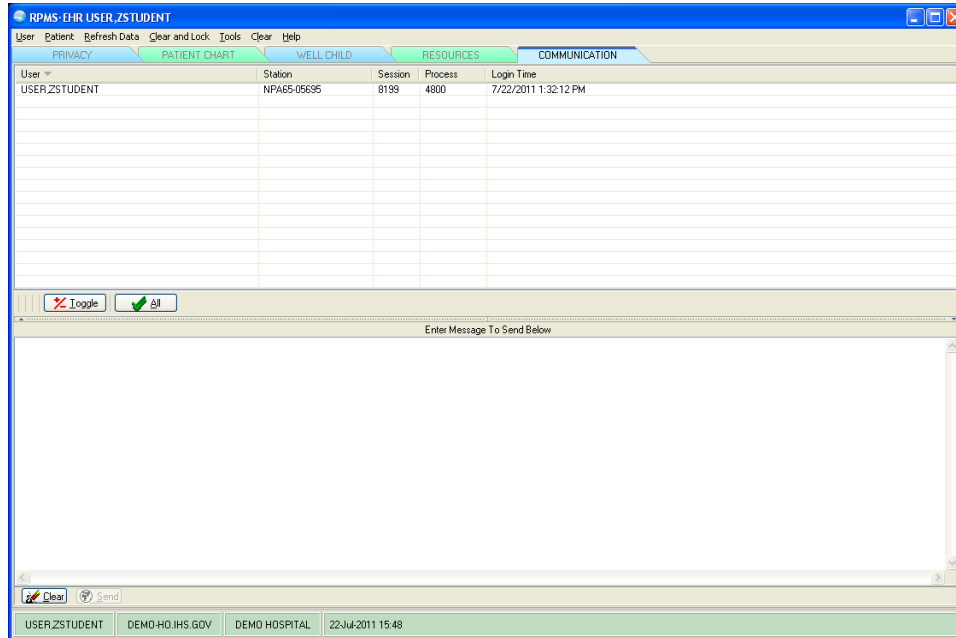 RPMS-EHR USER,ZSTUDENT
User Patient Refresh Data Clear and Lock Tools Clear Help
PRIVACY PATIENT CHART WELL CHILD RESOURCES COMMUNICATION
User Station Session Process Login Time
USER,ZSTUDENT NPA65-05695 8199 4800 7/22/2011 1:32:12 PM
Toggle All
Enter Message To Send Below
Clear Send
USER,ZSTUDENT DEMO-HO.IHS.GOV DEMO HOSPITAL 22-Jul-2011 15:48